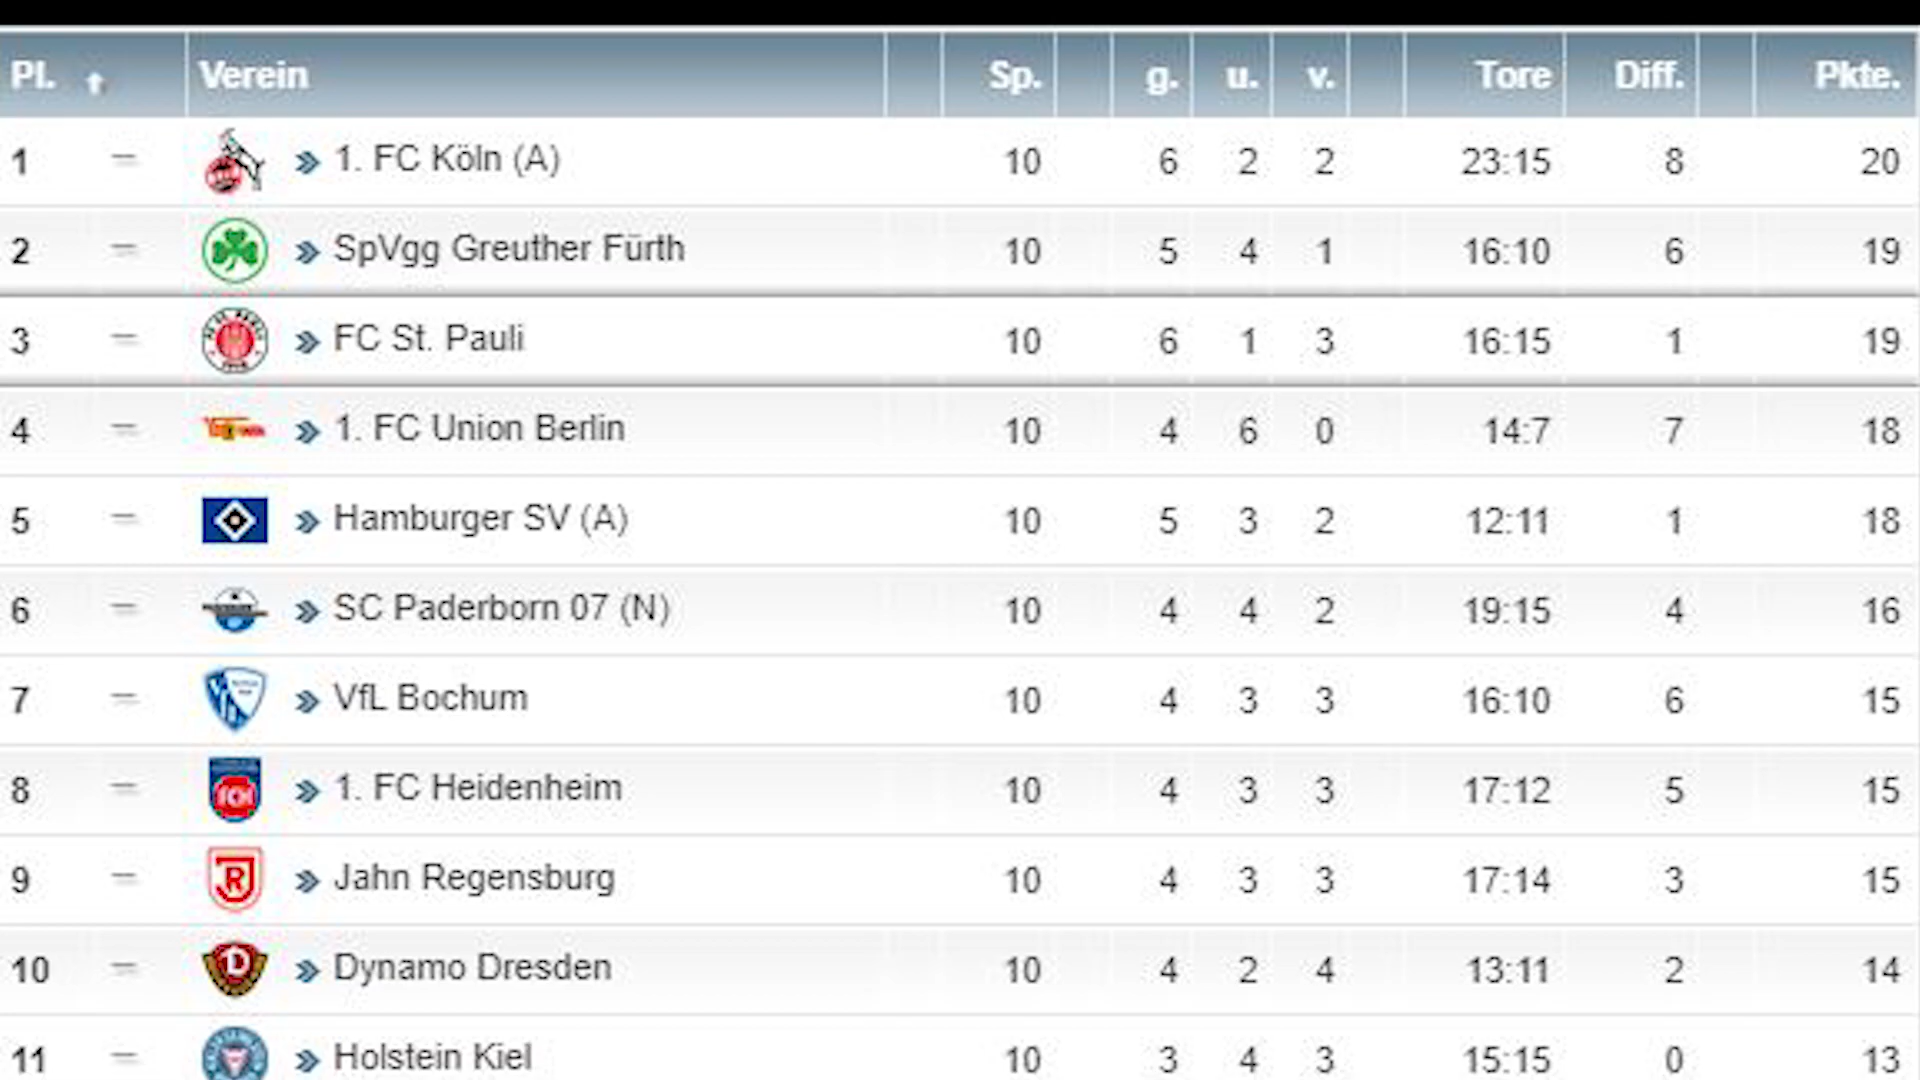 Pl. Verein Sp. g. u. v. Tore Diff. Pkte.
1 1. FC Köln (A) 10 6 2 2 23:15 8 20
2 SpVgg Greuther Fürth 10 5 4 1 16:10 6 19
3 FC St. Pauli 10 6 1 3 16:15 1 19
4 1. FC Union Berlin 10 4 6 0 14:7 7 18
5 Hamburger SV (A) 10 5 3 2 12:11 1 18
6 SC Paderborn 07 (N) 10 4 4 2 19:15 4 16
7 VfL Bochum 10 4 3 3 16:10 6 15
8 1. FC Heidenheim 10 4 3 3 17:12 5 15
9 Jahn Regensburg 10 4 3 3 17:14 3 15
10 Dynamo Dresden 10 4 2 4 13:11 2 14
11 Holstein Kiel 10 3 4 3 15:15 0 13